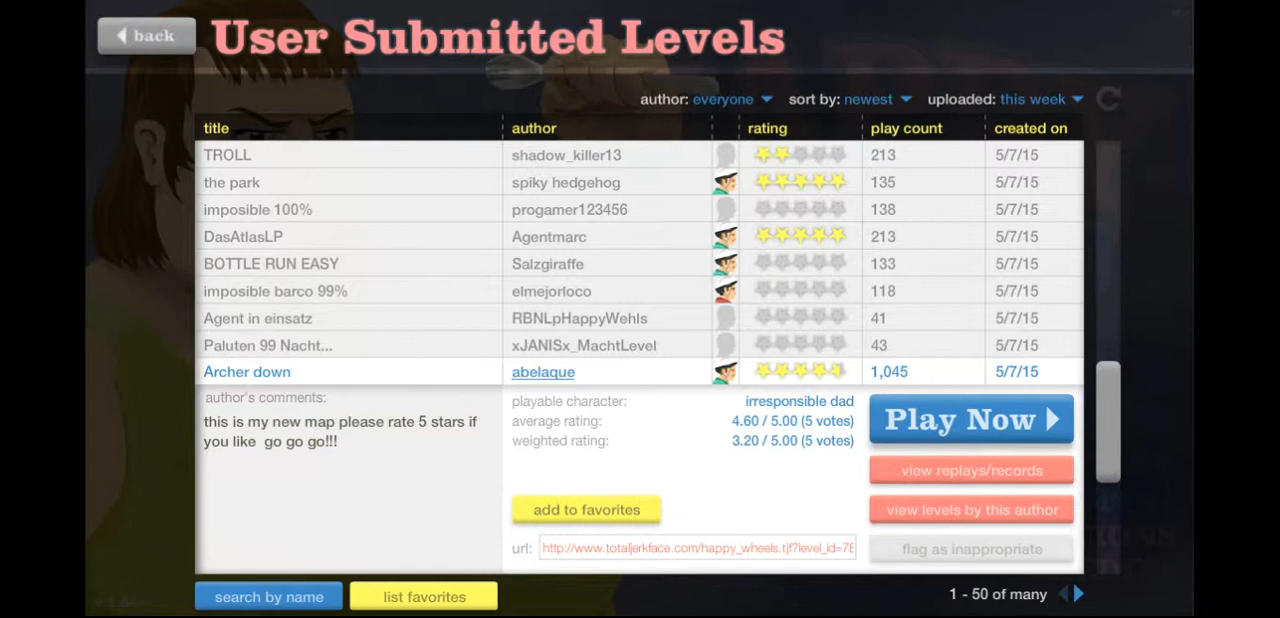 back
User Submitted Levels
author: everyone sort by: newest uploaded: this week
title author rating play count created on
TROLL shadow_killer13 213 5/7/15
the park spiky hedgehog 135 5/7/15
imposible 100% progamer123456 138 5/7/15
DasAtlasLP Agentmarc 213 5/7/15
BOTTLE RUN EASY Salzgiraffe 133 5/7/15
imposible barco 99% elmejorloco 118 5/7/15
Agent in einsatz RBNLpHappyWehls 41 5/7/15
Paluten 99 Nacht... xJANISx_MachtLevel 43 5/7/15
Archer down abelaque 1,045 5/7/15
author's comments:
this is my new map please rate 5 stars if
you like go go go!!!
playable character: irresponsible dad
average rating: 4.60 / 5.00 (5 votes)
weighted rating: 3.20 / 5.00 (5 votes)
Play Now
view replays/records
add to favorites
view levels by this author
url: http://www.totaljerkface.com/happy_wheels.tjf?level_id=78
flag as inappropriate
search by name
list favorites
1 - 50 of many